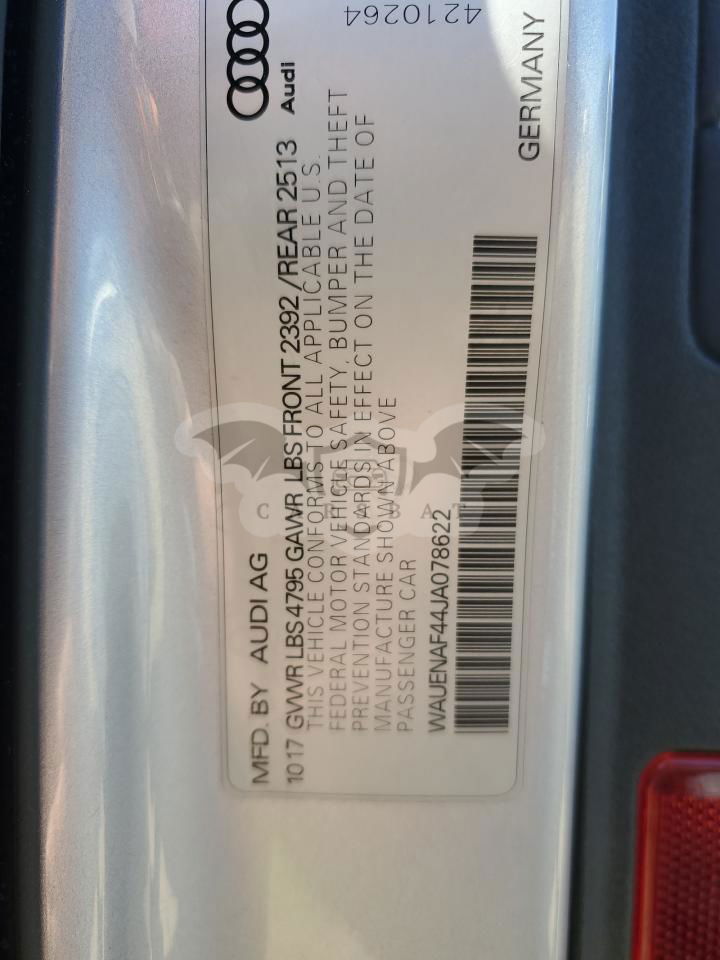 MFD. BY AUDI AG
Audi
1017 GVWR LBS 4795 GAWR LBS FRONT 2392 /REAR 2513
THIS VEHICLE CONFORMS TO ALL APPLICABLE U.S.
FEDERAL MOTOR VEHICLE SAFETY, BUMPER AND THEFT
PREVENTION STANDARDS IN EFFECT ON THE DATE OF
MANUFACTURE SHOWN ABOVE
PASSENGER CAR
WAUENAF44JA078622
4210264
GERMANY